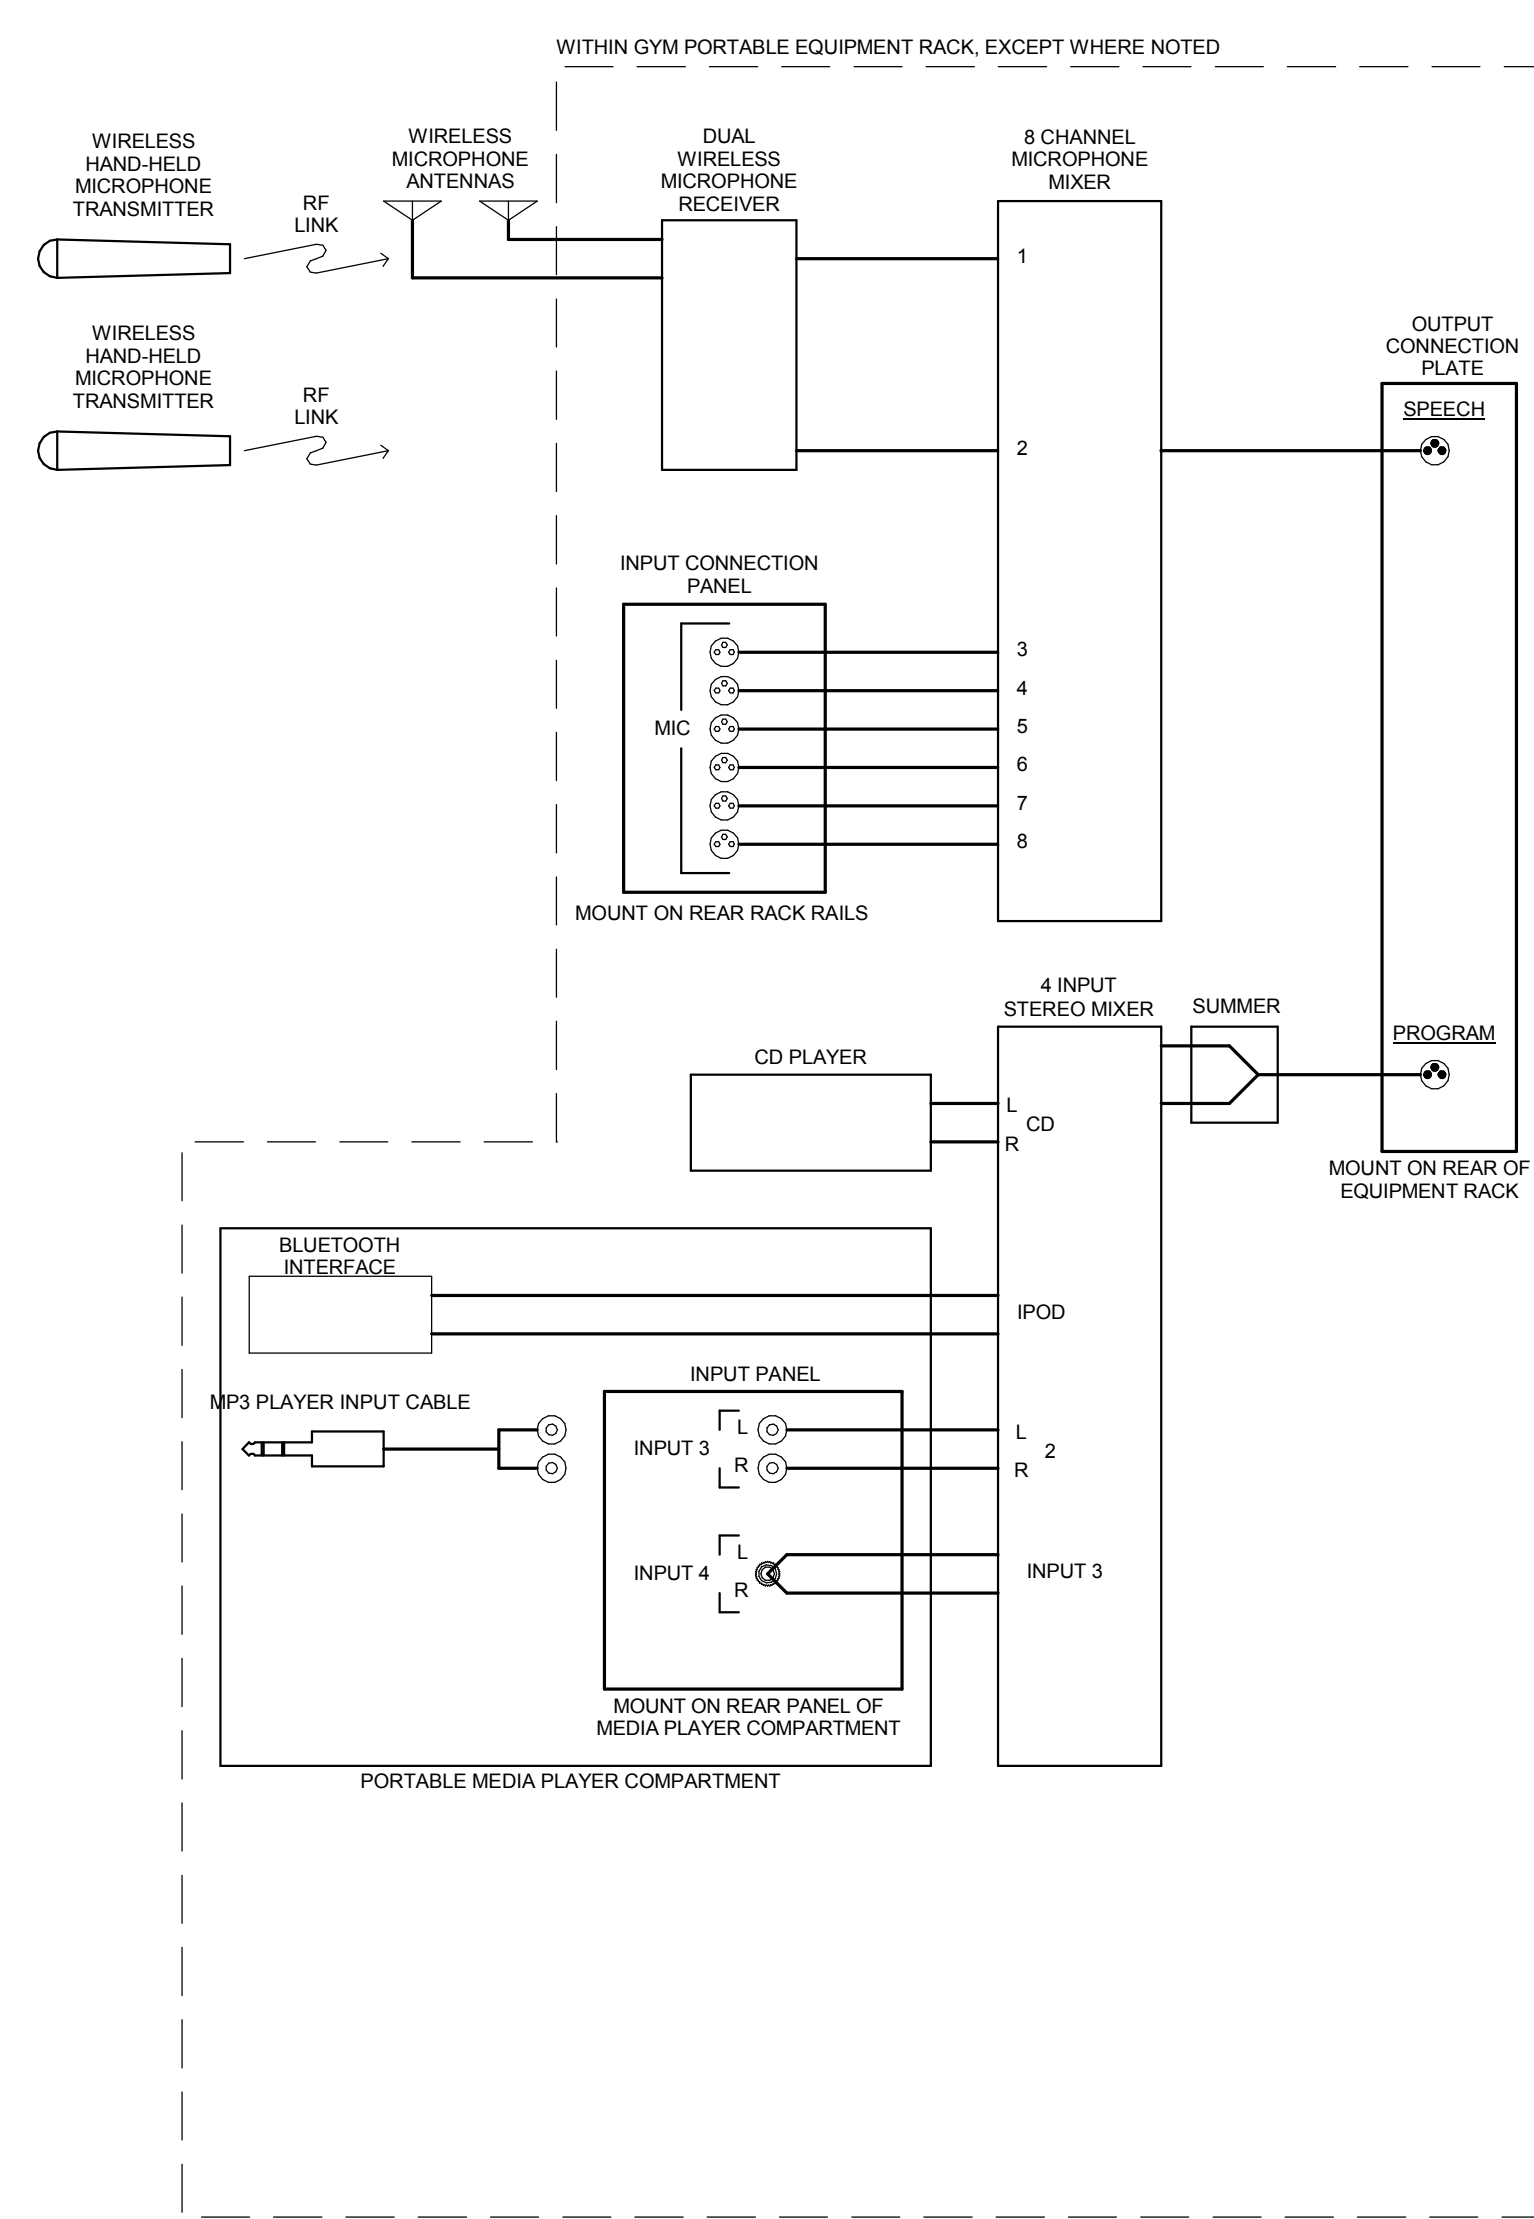 WITHIN GYM PORTABLE EQUIPMENT RACK, EXCEPT WHERE NOTED
WIRELESS
HAND-HELD
MICROPHONE
TRANSMITTER
RF
LINK
WIRELESS
MICROPHONE
ANTENNAS
DUAL
WIRELESS
MICROPHONE
RECEIVER
8 CHANNEL
MICROPHONE
MIXER
1
WIRELESS
HAND-HELD
MICROPHONE
TRANSMITTER
RF
LINK
2
OUTPUT
CONNECTION
PLATE
SPEECH
INPUT CONNECTION
PANEL
MIC
3
4
5
6
7
8
MOUNT ON REAR RACK RAILS
4 INPUT
STEREO MIXER
SUMMER
PROGRAM
CD PLAYER
L
CD
R
MOUNT ON REAR OF
EQUIPMENT RACK
BLUETOOTH
INTERFACE
IPOD
INPUT PANEL
MP3 PLAYER INPUT CABLE
INPUT 3
L
R
L
2
R
INPUT 4
L
R
INPUT 3
MOUNT ON REAR PANEL OF
MEDIA PLAYER COMPARTMENT
PORTABLE MEDIA PLAYER COMPARTMENT